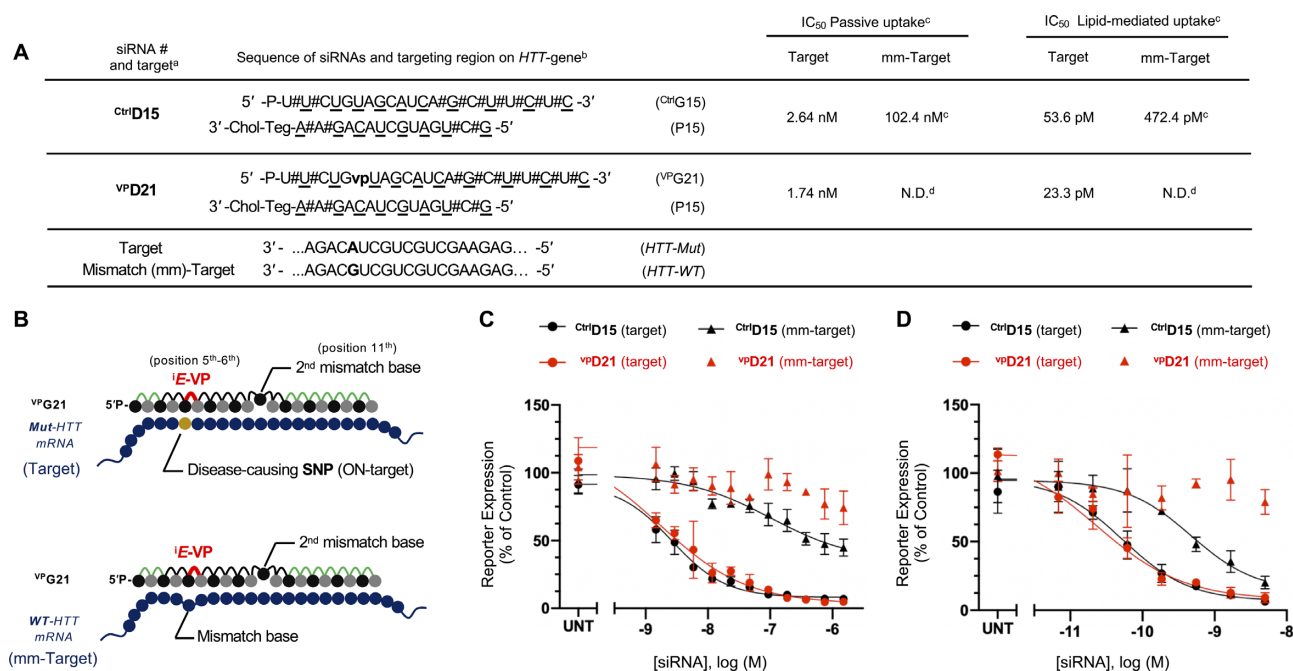 A
siRNA # and targetᵃ
Sequence of siRNAs and targeting region on HTT-geneᵇ
IC₅₀ Passive uptakeᶜ
IC₅₀ Lipid-mediated uptakeᶜ
Target
mm-Target
Target
mm-Target
CtrlD15
5′ -P-U#U#CUGUAGCAUCA#G#C#U#U#C#U#C -3′
(CtrlG15)
3′-Chol-Teg-A#A#GACAUCGUAGU#C#G -5′
(P15)
2.64 nM
102.4 nMᶜ
53.6 pM
472.4 pMᶜ
VPD21
5′ -P-U#U#CUGvpUAGCAUCA#G#C#U#U#C#U#C -3′
(VPG21)
3′-Chol-Teg-A#A#GACAUCGUAGU#C#G -5′
(P15)
1.74 nM
N.D.ᵈ
23.3 pM
N.D.ᵈ
Target
3′- ...AGACAUCGUCGUCGAAGAG... -5′
(HTT-Mut)
Mismatch (mm)-Target
3′- ...AGACGUCGUCGUCGAAGAG... -5′
(HTT-WT)
B
(position 5th-6th)
(position 11th)
iE-VP
2nd mismatch base
VPG21
5′P-
Mut-HTT
mRNA
(Target)
Disease-causing SNP (ON-target)
iE-VP
2nd mismatch base
VPG21
5′P-
WT-HTT
mRNA
(mm-Target)
Mismatch base
C
CtrlD15 (target)
CtrlD15 (mm-target)
VPD21 (target)
VPD21 (mm-target)
Reporter Expression
(% of Control)
150
100
50
0
UNT
-9
-8
-7
-6
[siRNA], log (M)
D
CtrlD15 (target)
CtrlD15 (mm-target)
VPD21 (target)
VPD21 (mm-target)
Reporter Expression
(% of Control)
150
100
50
0
UNT
-11
-10
-9
-8
[siRNA], log (M)